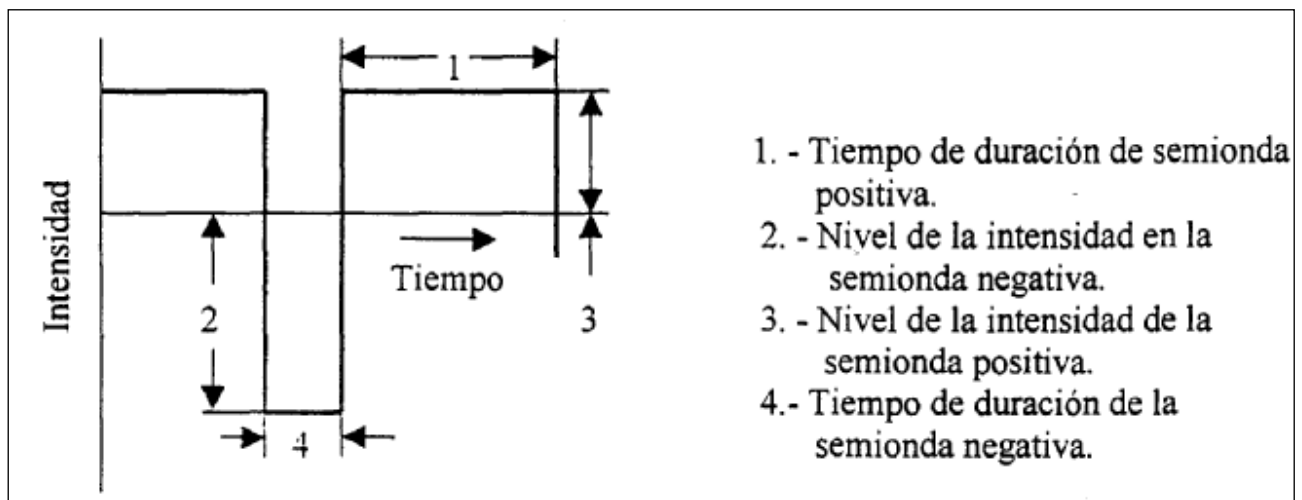 1
Intensidad
Tiempo
2
3
4
1. - Tiempo de duración de semionda
positiva.
2. - Nivel de la intensidad en la
semionda negativa.
3. - Nivel de la intensidad de la
semionda positiva.
4.- Tiempo de duración de la
semionda negativa.